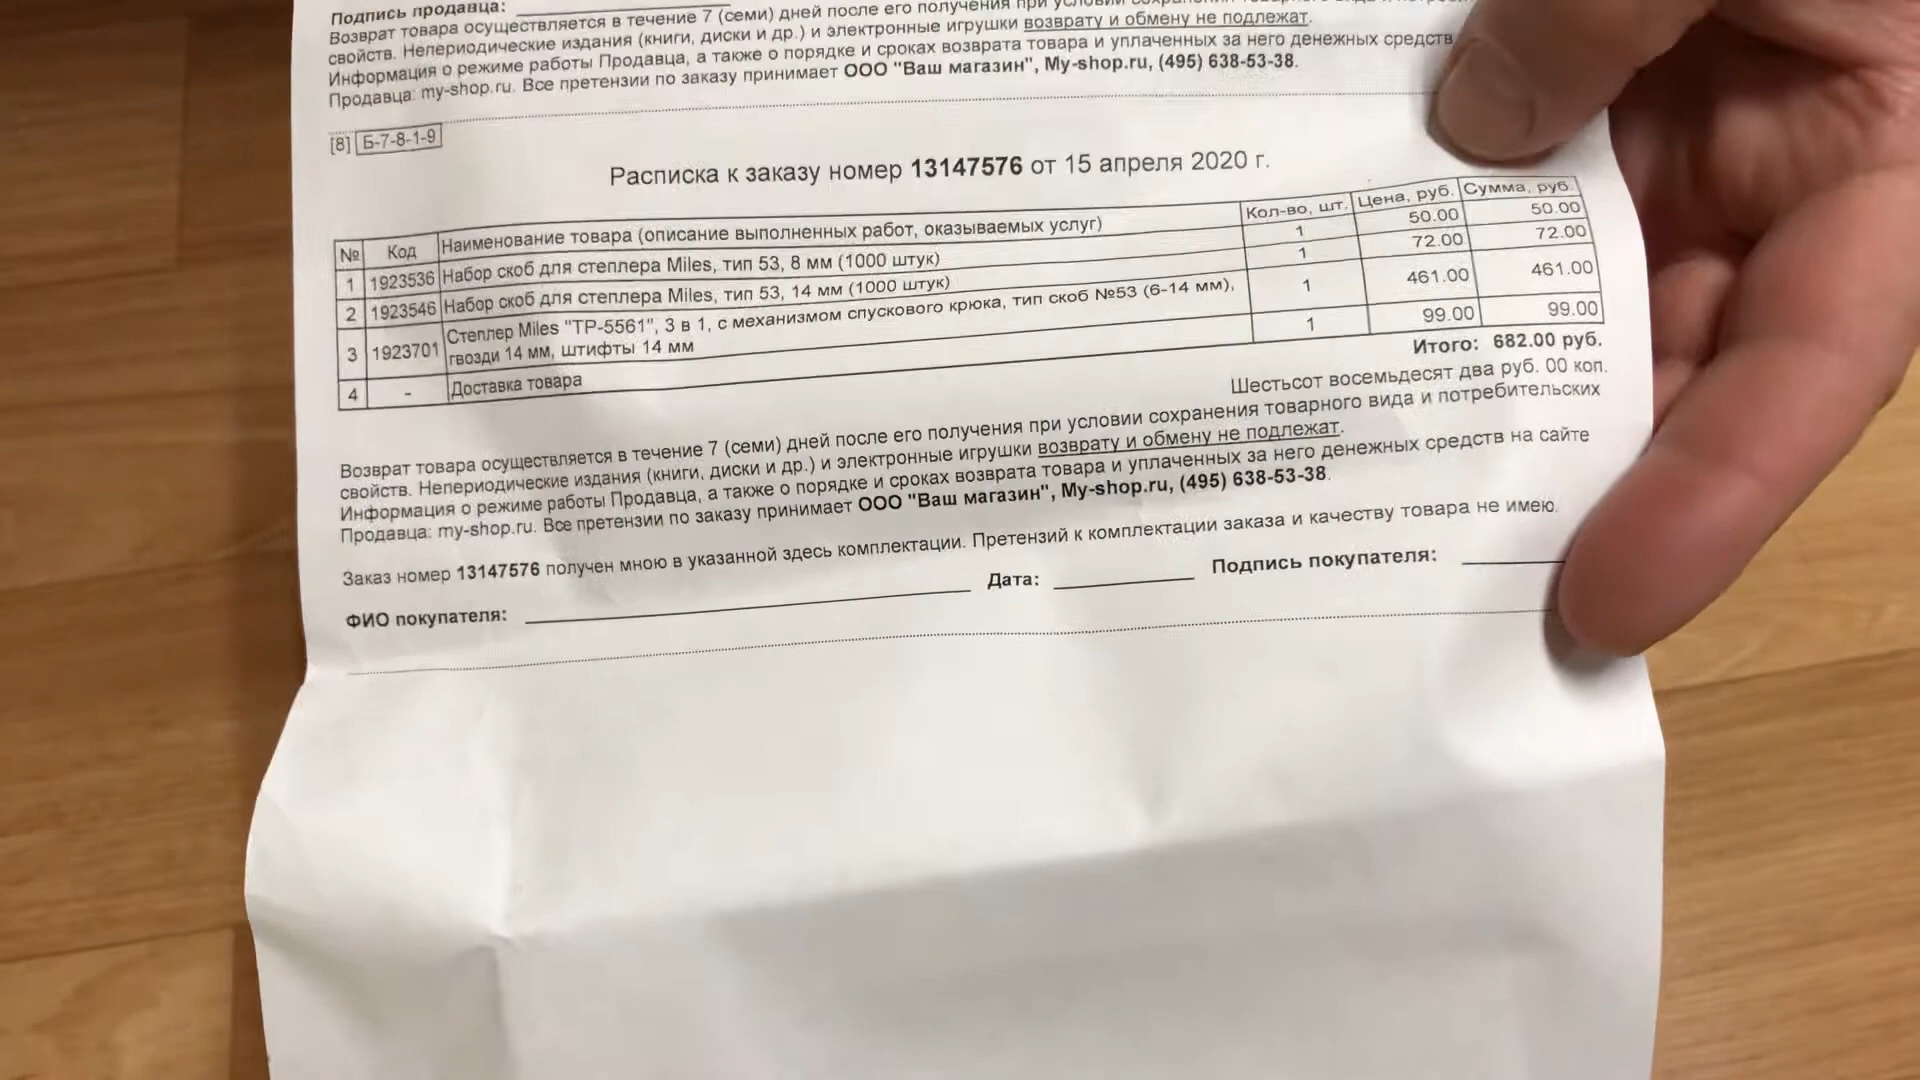 Подпись продавца:
Возврат товара осуществляется в течение 7 (семи) дней после его получения при
свойств. Непериодические издания (книги, диски и др.) и электронные игрушки возврату и обмену не подлежат.
Информация о режиме работы Продавца, а также о порядке и сроках возврата товара и уплаченных за него денежных средств
Продавца: my-shop.ru. Все претензии по заказу принимает ООО "Ваш магазин", My-shop.ru, (495) 638-53-38.
[8] Б-7-8-1-9
Расписка к заказу номер 13147576 от 15 апреля 2020 г.
№ Код Наименование товара (описание выполненных работ, оказываемых услуг) Кол-во, шт. Цена, руб. Сумма, руб.
1 1923536 Набор скоб для степлера Miles, тип 53, 8 мм (1000 штук) 1 50.00 50.00
2 1923546 Набор скоб для степлера Miles, тип 53, 14 мм (1000 штук) 1 72.00 72.00
3 1923701 Степлер Miles "TP-5561", 3 в 1, с механизмом спускового крюка, тип скоб №53 (6-14 мм), 1 461.00 461.00
гвозди 14 мм, штифты 14 мм
4 - Доставка товара 1 99.00 99.00
Итого: 682.00 руб.
Шестьсот восемьдесят два руб. 00 коп.
Возврат товара осуществляется в течение 7 (семи) дней после его получения при условии сохранения товарного вида и потребительских
свойств. Непериодические издания (книги, диски и др.) и электронные игрушки возврату и обмену не подлежат.
Информация о режиме работы Продавца, а также о порядке и сроках возврата товара и уплаченных за него денежных средств на сайте
Продавца: my-shop.ru. Все претензии по заказу принимает ООО "Ваш магазин", My-shop.ru, (495) 638-53-38.
Заказ номер 13147576 получен мною в указанной здесь комплектации. Претензий к комплектации заказа и качеству товара не имею.
ФИО покупателя: Дата: Подпись покупателя: